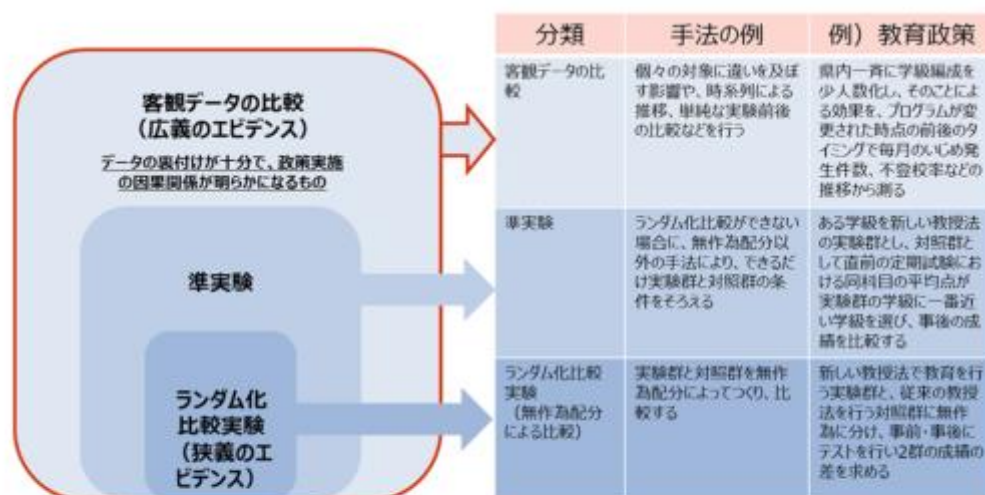 客観データの比較
（広義のエビデンス）
データの裏付けが十分で、政策実施
の因果関係が明らかになるもの
準実験
ランダム化
比較実験
（狭義のエ
ビデンス）
分類
手法の例
例）教育政策
客観データの比
較
個々の対象に違いを及ぼ
す影響や、時系列による
推移、単純な実験前後
の比較などを行う
県内一斉に学級編成を
少人数化し、そのことによ
る効果を、プログラムが変
更された時点の前後のタ
イミングで毎月のいじめ発
生件数、不登校率などの
推移から測る
準実験
ランダム化比較ができない
場合に、無作為配分以
外の手法により、できるだ
け実験群と対照群の条
件をそろえる
ある学級を新しい教授法
の実験群とし、対照群と
して直前の定期試験にお
ける同科目の平均点が
実験群の学級に一番近
い学級を選び、事後の成
績を比較する
ランダム化比較
実験
（無作為配分
による比較）
実験群と対照群を無作
為配分によってつくり、比
較する
新しい教授法で教育を行
う実験群と、従来の教授
法を行う対照群に無作
為に分け、事前・事後に
テストを行い2群の成績の
差を求める